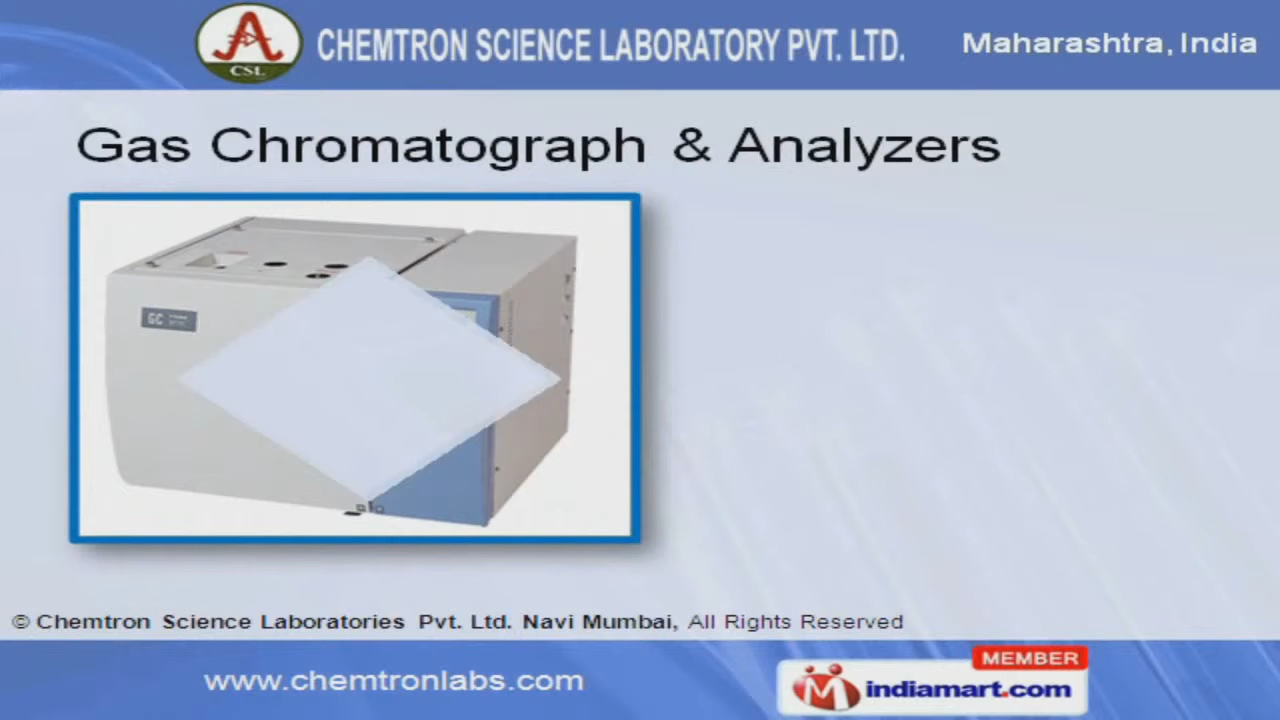 CSL
CHEMTRON SCIENCE LABORATORY PVT. LTD.
Maharashtra, India
Gas Chromatograph & Analyzers
GC
© Chemtron Science Laboratories Pvt. Ltd. Navi Mumbai, All Rights Reserved
www.chemtronlabs.com
MEMBER
indiamart.com